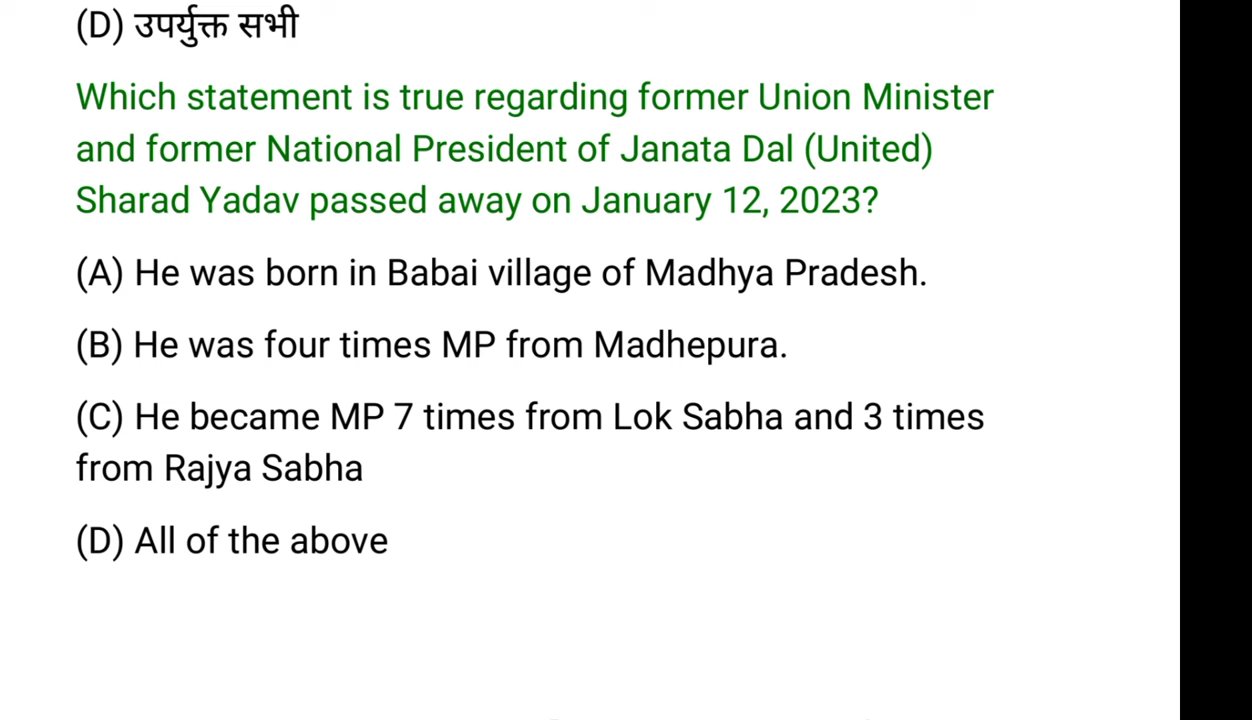 (D) उपर्युक्त सभी
Which statement is true regarding former Union Minister
and former National President of Janata Dal (United)
Sharad Yadav passed away on January 12, 2023?
(A) He was born in Babai village of Madhya Pradesh.
(B) He was four times MP from Madhepura.
(C) He became MP 7 times from Lok Sabha and 3 times
from Rajya Sabha
(D) All of the above